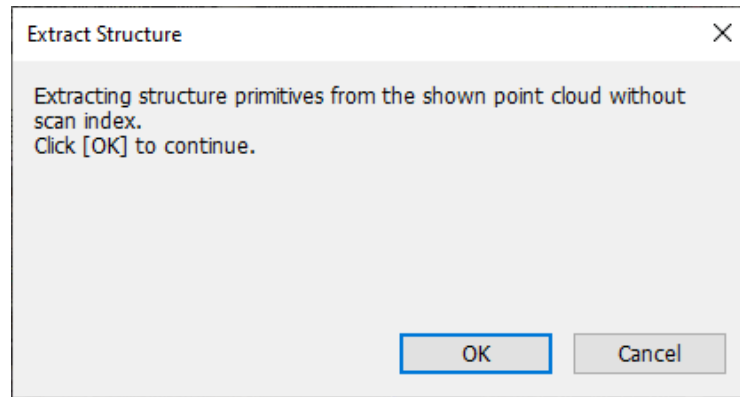 Extract Structure
Extracting structure primitives from the shown point cloud without
scan index.
Click [OK] to continue.
OK
Cancel